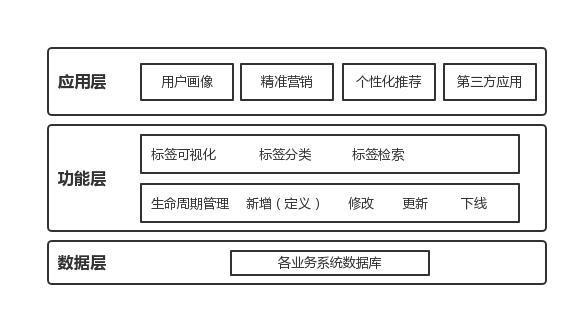 应用层
用户画像 精准营销 个性化推荐 第三方应用
标签可视化 标签分类 标签检索
功能层
生命周期管理 新增（定义） 修改 更新 下线
数据层
各业务系统数据库